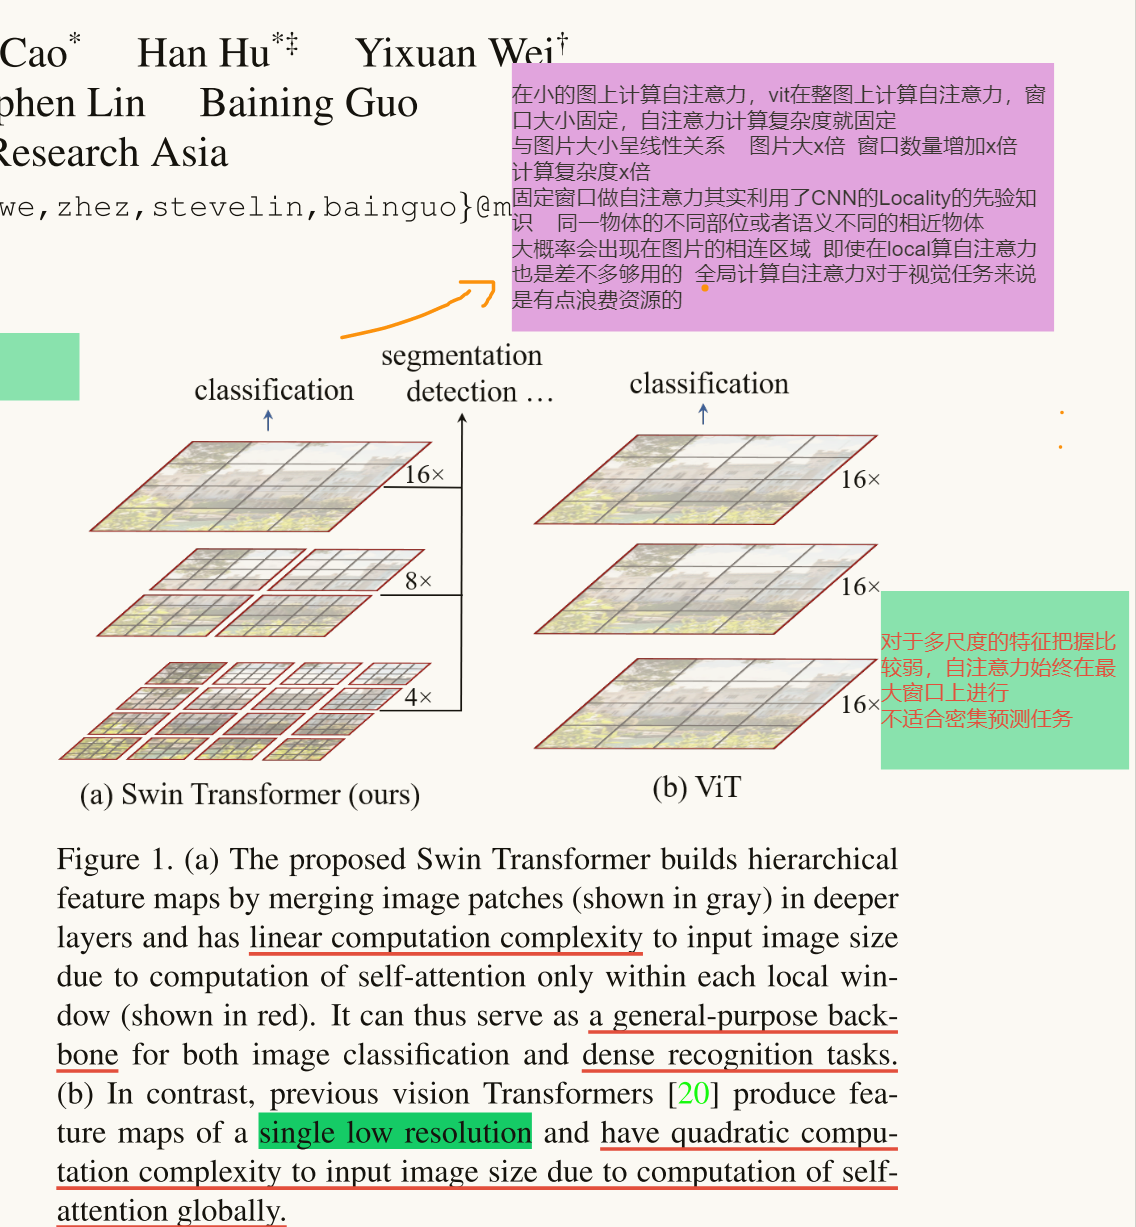 Cao* Han Hu*‡ Yixuan Wei†
phen Lin Baining Guo
Research Asia
we,zhez,stevelin,bainguo}@m
在小的图上计算自注意力，vit在整图上计算自注意力，窗
口大小固定，自注意力计算复杂度就固定
与图片大小呈线性关系 图片大x倍 窗口数量增加x倍
计算复杂度x倍
固定窗口做自注意力其实利用了CNN的Locality的先验知
识 同一物体的不同部位或者语义不同的相近物体
大概率会出现在图片的相连区域 即使在local算自注意力
也是差不多够用的 全局计算自注意力对于视觉任务来说
是有点浪费资源的
segmentation
classification detection …
16×
8×
4×
(a) Swin Transformer (ours)
classification
16×
16×
16×
(b) ViT
对于多尺度的特征把握比
较弱，自注意力始终在最
大窗口上进行
不适合密集预测任务
Figure 1. (a) The proposed Swin Transformer builds hierarchical
feature maps by merging image patches (shown in gray) in deeper
layers and has linear computation complexity to input image size
due to computation of self-attention only within each local win-
dow (shown in red). It can thus serve as a general-purpose back-
bone for both image classification and dense recognition tasks.
(b) In contrast, previous vision Transformers [20] produce fea-
ture maps of a single low resolution and have quadratic compu-
tation complexity to input image size due to computation of self-
attention globally.